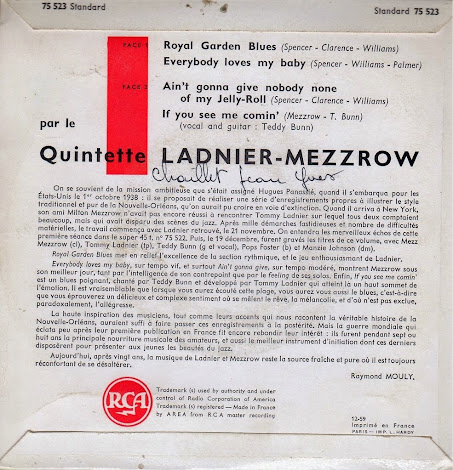 75 523 Standard
Standard 75 523
FACE 1
Royal Garden Blues (Spencer - Clarence - Williams)
Everybody loves my baby (Spencer - Williams - Palmer)
FACE 2
Ain't gonna give nobody none
of my Jelly-Roll (Spencer - Clarence - Williams)
If you see me comin' (Mezzrow - T. Bunn)
(vocal and guitar : Teddy Bunn)
par le
Quintette LADNIER-MEZZROW
Chaillet Jean Yves
On se souvient de la mission ambitieuse que s'était assigné Hugues Panassié, quand il s'embarqua pour les
États-Unis le 1er octobre 1938 : il se proposait de réaliser une série d'enregistrements propres à illustrer le style
traditionnel et pur de la Nouvelle-Orléans, qu'on aurait pu croire en voie d'extinction. Quand il arriva à New York,
son ami Milton Mezzrow n'avait pas encore réussi à rencontrer Tommy Ladnier sur lequel tous deux comptaient
beaucoup, mais qui avait disparu des scènes du jazz. Après mille démarches fastidieuses et nombre de difficultés
matérielles, le travail commença avec Ladnier retrouvé, le 21 novembre. On entendra les merveilleux échos de cette
première séance dans le super 45 t. n° 75 522. Puis, le 19 décembre, furent gravés les titres de ce volume, avec Mezz
Mezzrow (cl), Tommy Ladnier (tp), Teddy Bunn (g et vocal), Pops Foster (b) et Manzie Johnson (dm).
Royal Garden Blues met en relief l'excellence de la section rythmique, et le jeu enthousiasmant de Ladnier.
Everybody loves my baby, sur tempo vif, et surtout Ain't gonna give, sur tempo modéré, montrent Mezzrow sous
son meilleur jour, tant par l'intelligence de son contrepoint que par le feeling de ses solos. Enfin, If you see me comin'
est un blues poignant, chanté par Teddy Bunn et développé par Tommy Ladnier qui atteint là un haut sommet de
l'émotion. Il est vraisemblable que lorsque vous aurez écouté cette plage, vous aurez vous aussi le blues, c'est-à-dire
que vous éprouverez un délicieux et complexe sentiment où se mêlent le rêve, la mélancolie, et d'où n'est pas exclue,
paradoxalement, l'allégresse.
La haute inspiration des musiciens, tout comme leurs accents qui nous racontent la véritable histoire de la
Nouvelle-Orléans, auraient suffi à faire passer ces enregistrements à la postérité. Mais la guerre mondiale qui
éclata peu après leur première publication en France fit encore rebondir leur intérêt : ils furent pendant sept ou
huit ans la principale nourriture musicale des amateurs, et aussi le meilleur instrument d'initiation dont ces derniers
disposèrent pour présenter aux jeunes les beautés du jazz.
Aujourd'hui, après vingt ans, la musique de Ladnier et Mezzrow reste la source fraîche et pure où il est toujours
réconfortant de se désaltérer.
Raymond MOULY.
RCA
Trademark (s) used by authority and under
control of Radio Corporation of America
Trademark (s) registered — Made in France
by AREA from RCA master recording
12-59
Imprimé en France
PARIS - IMP. L. HARDY